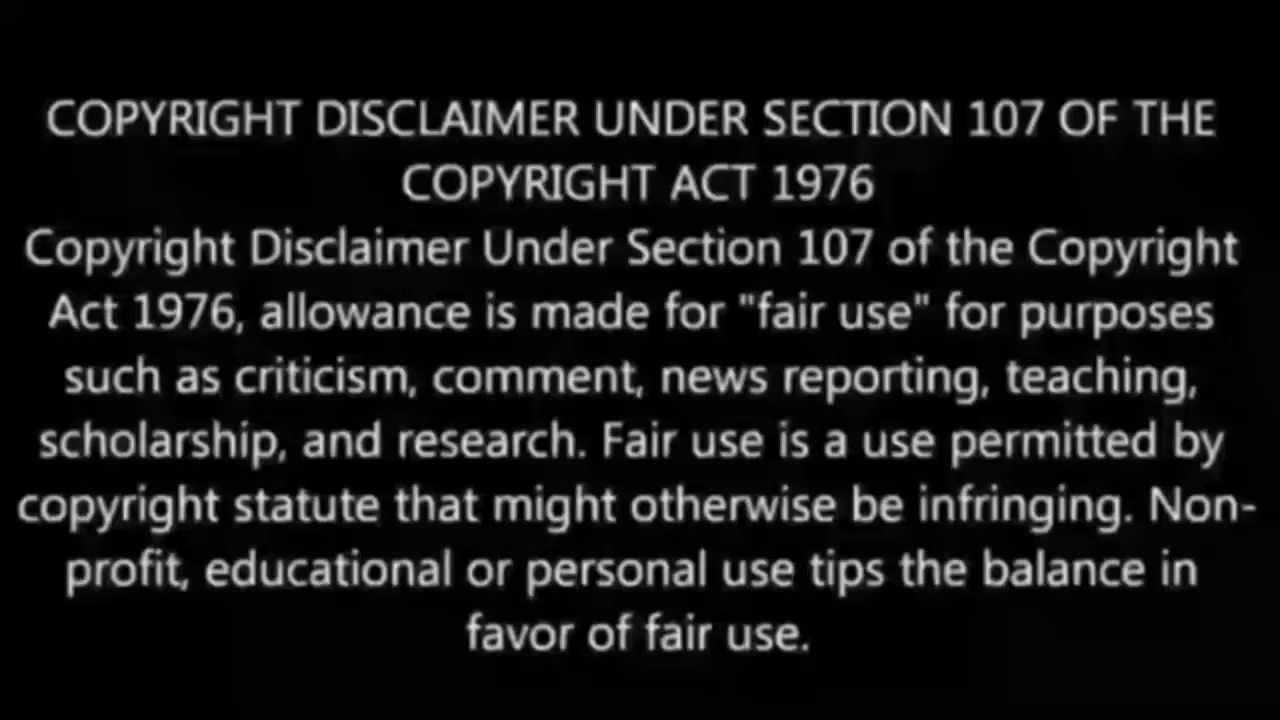 COPYRIGHT DISCLAIMER UNDER SECTION 107 OF THE
COPYRIGHT ACT 1976
Copyright Disclaimer Under Section 107 of the Copyright
Act 1976, allowance is made for "fair use" for purposes
such as criticism, comment, news reporting, teaching,
scholarship, and research. Fair use is a use permitted by
copyright statute that might otherwise be infringing. Non-
profit, educational or personal use tips the balance in
favor of fair use.